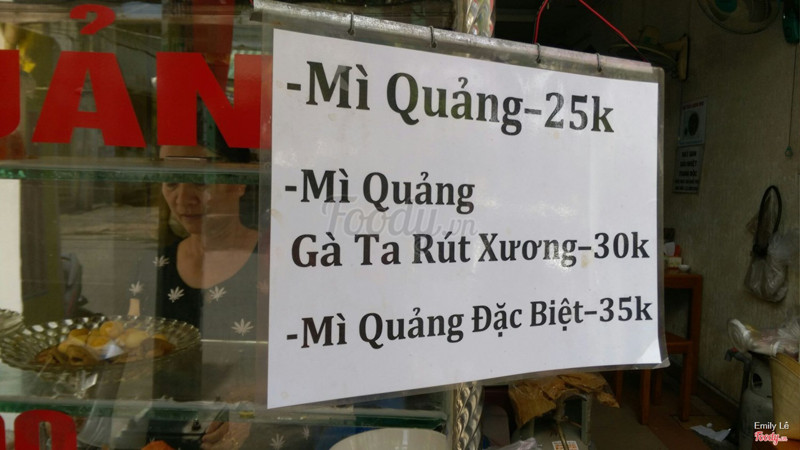 UẢN
-Mì Quảng–25k
-Mì Quảng
Gà Ta Rút Xương–30k
-Mì Quảng Đặc Biệt–35k
Foody.vn
Emily Lê
Foody.vn